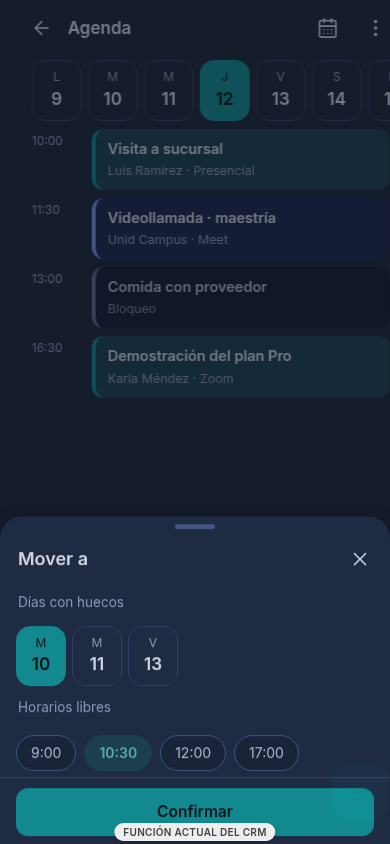 Agenda
L M M J V S
9 10 11 12 13 14 1
10:00
Visita a sucursal
Luis Ramírez · Presencial
11:30
Videollamada · maestría
Unid Campus · Meet
13:00
Comida con proveedor
Bloqueo
16:30
Demostración del plan Pro
Karla Méndez · Zoom
Mover a
Días con huecos
M M V
10 11 13
Horarios libres
9:00 10:30 12:00 17:00
Confirmar
FUNCIÓN ACTUAL DEL CRM